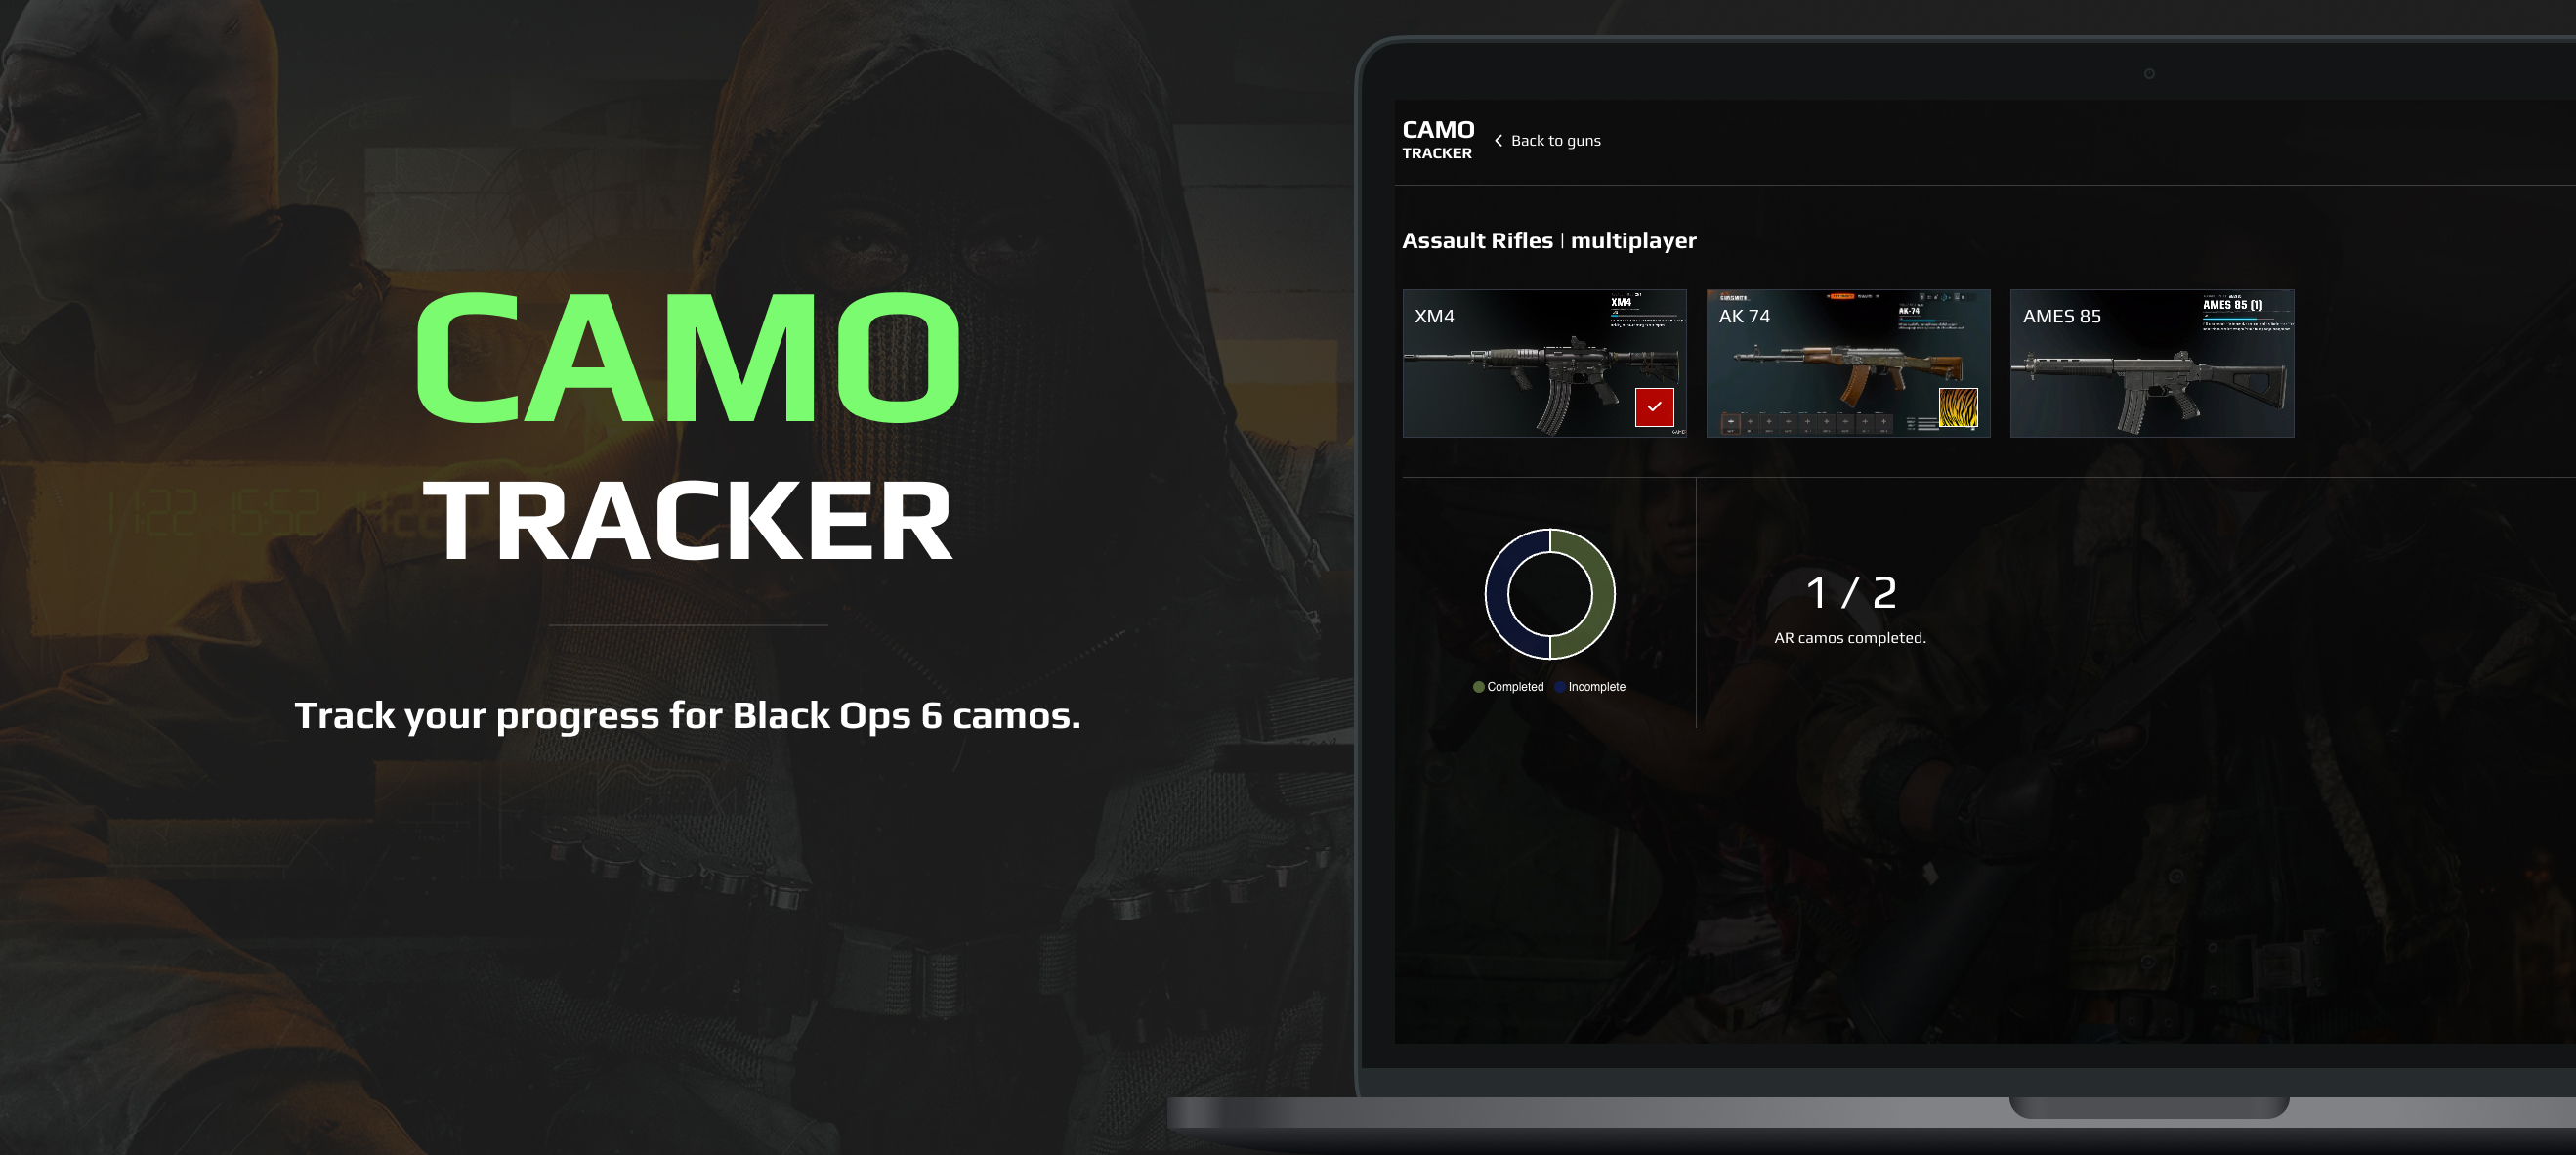 CAMO
TRACKER
Track your progress for Black Ops 6 camos.
CAMO
TRACKER
Back to guns
Assault Rifles | multiplayer
XM4
XM4
AK 74
AK-74
AMES 85
AMES 85 (1)
1 / 2
AR camos completed.
Completed
Incomplete